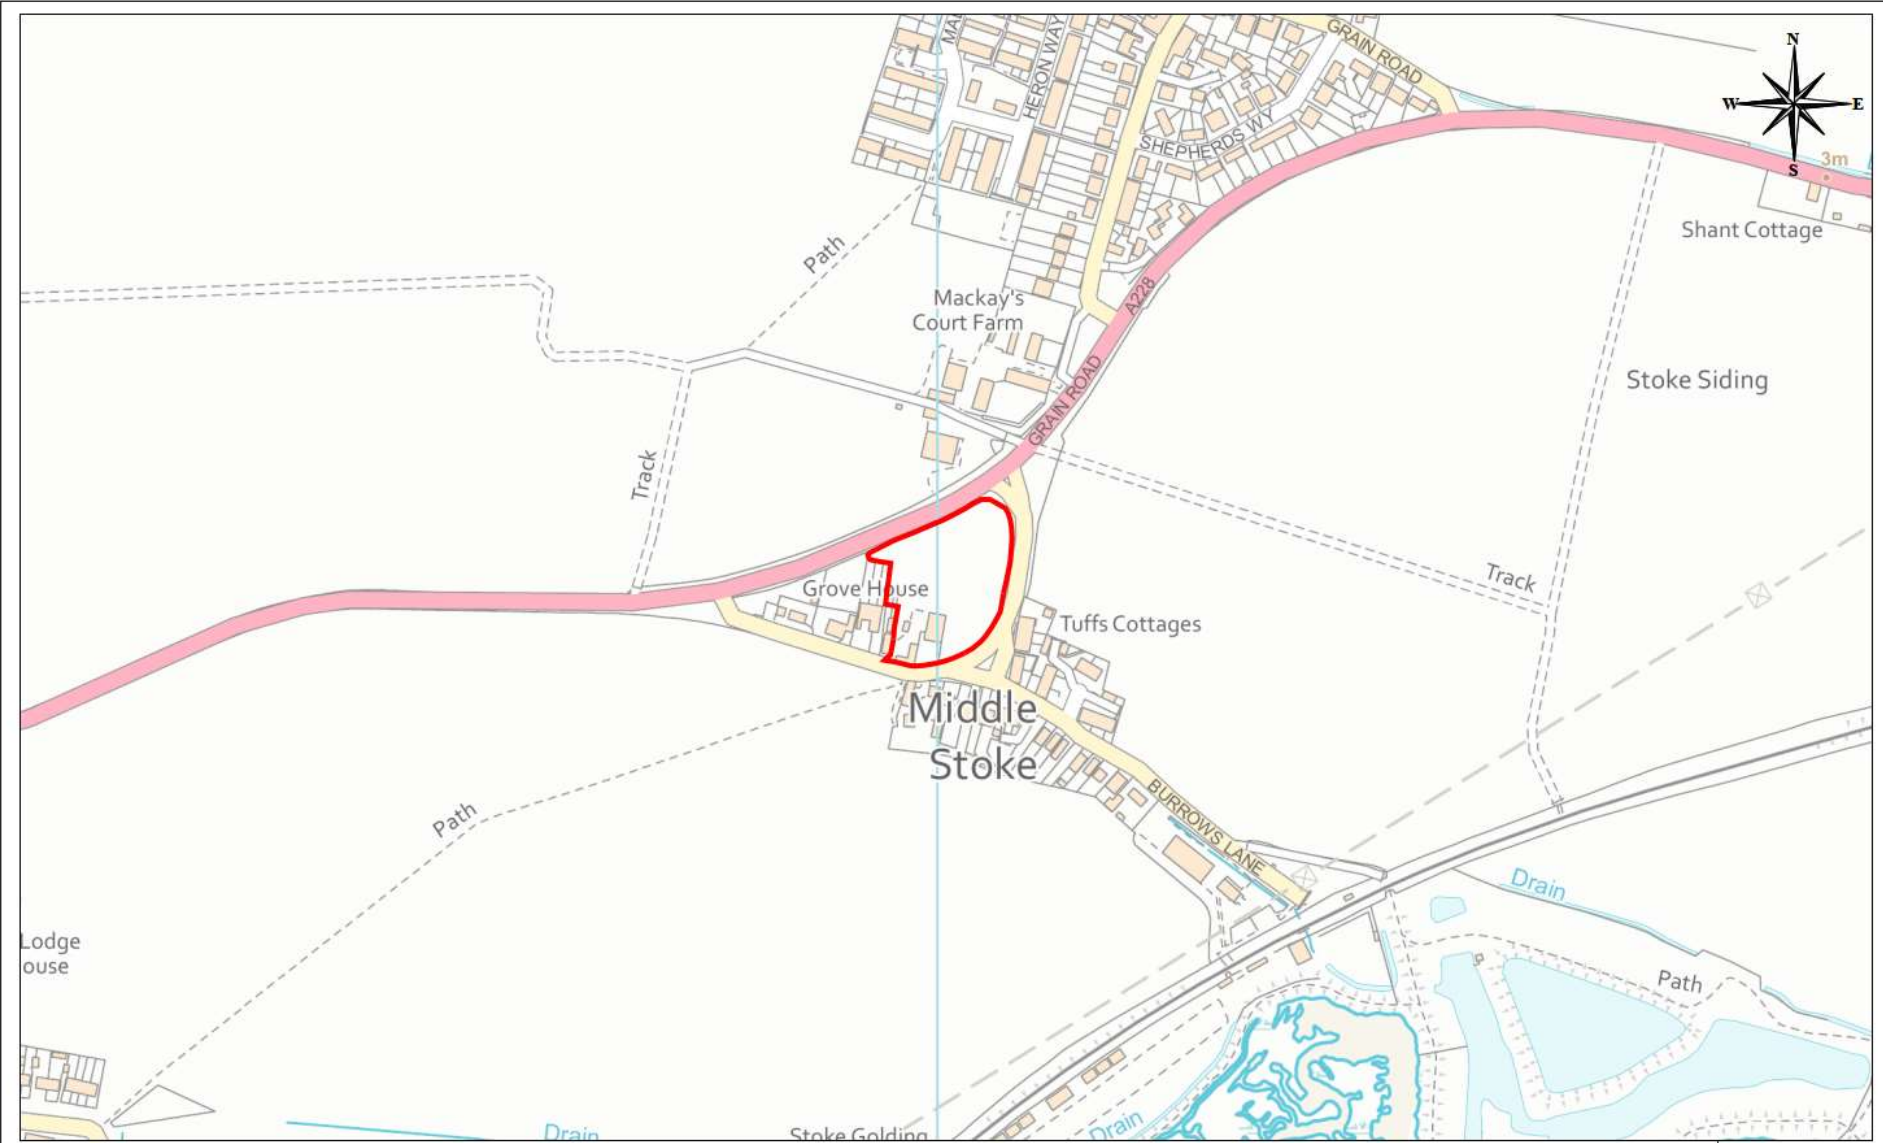 GRAIN ROAD
HERON WAY
SHEPHERDS WY
N
W
E
S
3m
Shant Cottage
Path
Mackay's
Court Farm
A228
GRAIN ROAD
Stoke Siding
Track
Track
Grove House
Tuffs Cottages
Middle
Stoke
Path
BURROWS LANE
Drain
Lodge
ouse
Path
Drain
Stoke Golding
Drain